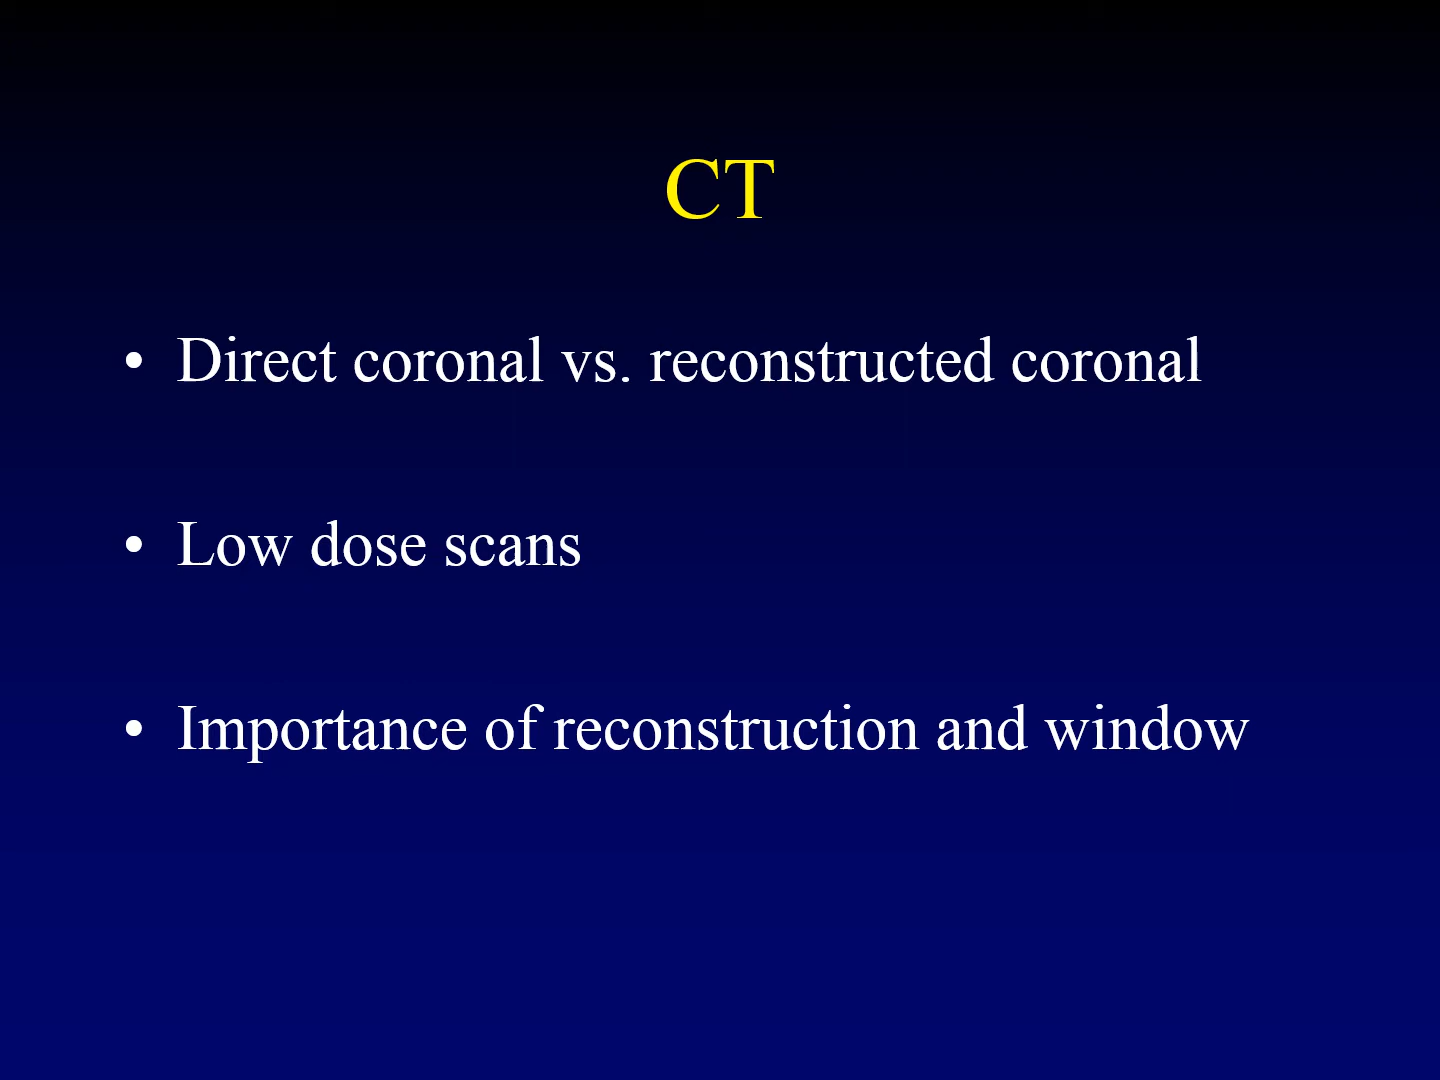 CT
• Direct coronal vs. reconstructed coronal
• Low dose scans
• Importance of reconstruction and window